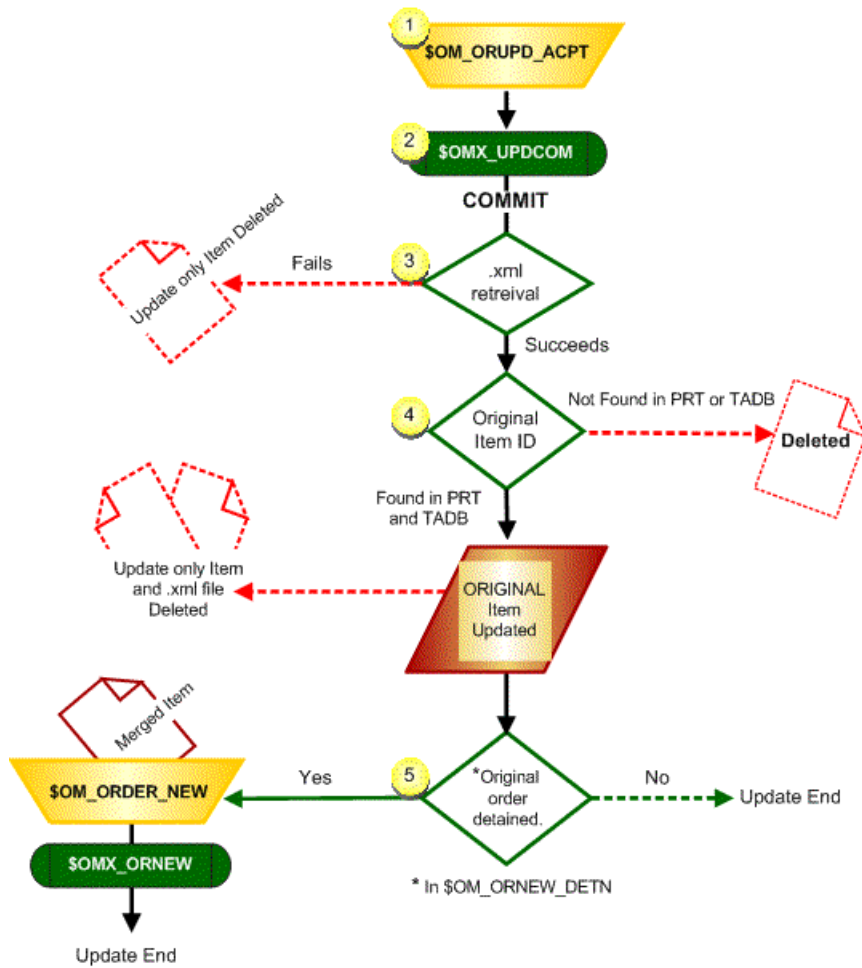 1
$OM_ORUPD_ACPT
2
$OMX_UPDCOM
COMMIT
Update only Item Deleted
Fails
3
.xml
retreival
Succeeds
4
Original
Item ID
Not Found in PRT or TADB
Deleted
Found in PRT
and TADB
Update only Item
and .xml file
Deleted
ORIGINAL
Item
Updated
Merged Item
$OM_ORDER_NEW
Yes
5
*Original
order
detained.
No
Update End
$OMX_ORNEW
* In $OM_ORNEW_DETN
Update End